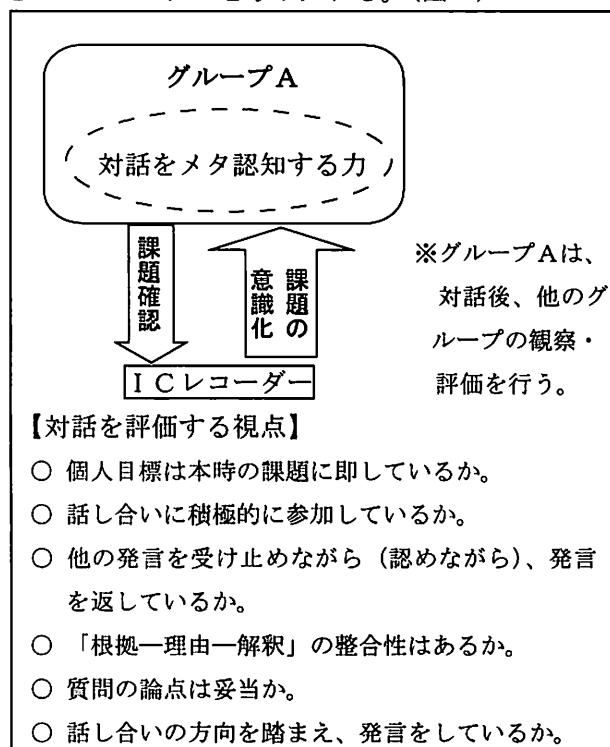 グループA
対話をメタ認知する力
課題確認
課題の
意識化
ICレコーダー
※グループAは、
対話後、他のグ
ループの観察・
評価を行う。
【対話を評価する視点】
○ 個人目標は本時の課題に即しているか。
○ 話し合いに積極的に参加しているか。
○ 他の発言を受け止めながら（認めながら）、発言
を返しているか。
○ 「根拠―理由―解釈」の整合性はあるか。
○ 質問の論点は妥当か。
○ 話し合いの方向を踏まえ、発言をしているか。